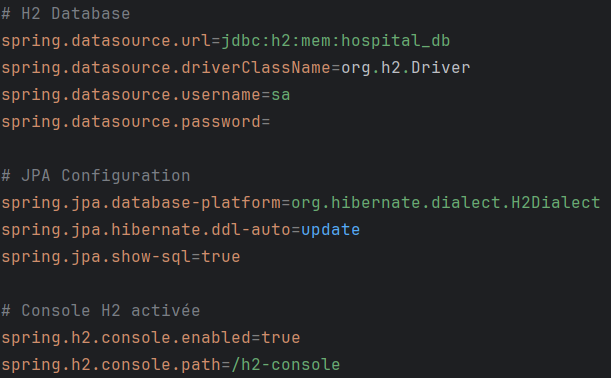 # H2 Database
spring.datasource.url=jdbc:h2:mem:hospital_db
spring.datasource.driverClassName=org.h2.Driver
spring.datasource.username=sa
spring.datasource.password=
# JPA Configuration
spring.jpa.database-platform=org.hibernate.dialect.H2Dialect
spring.jpa.hibernate.ddl-auto=update
spring.jpa.show-sql=true
# Console H2 activée
spring.h2.console.enabled=true
spring.h2.console.path=/h2-console